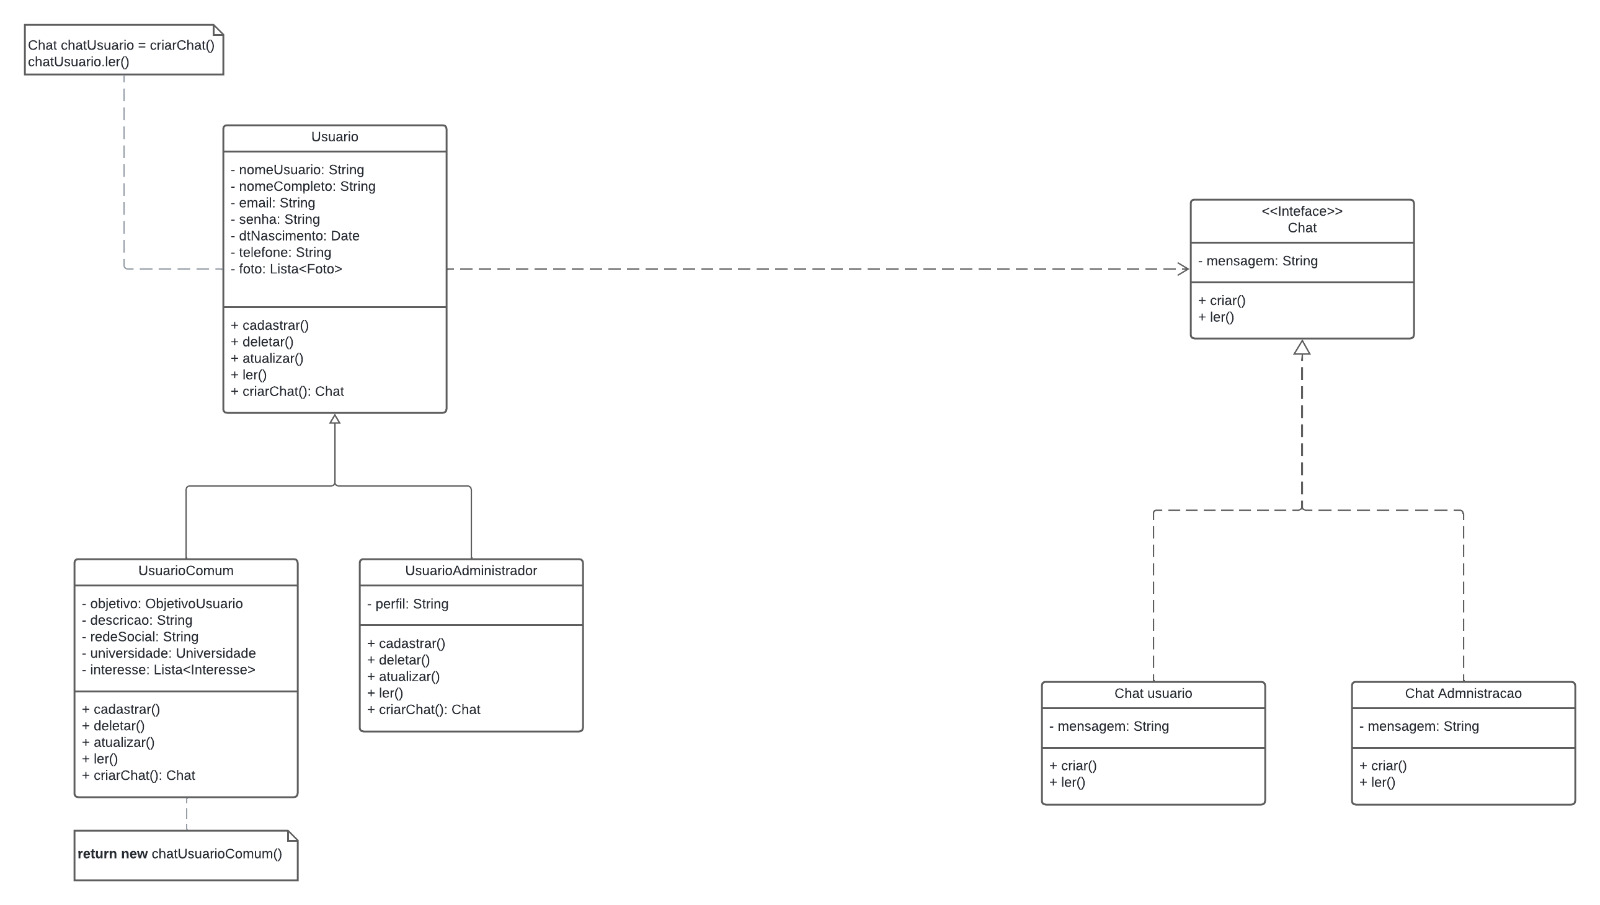 Chat chatUsuario = criarChat()
chatUsuario.ler()
Usuario
- nomeUsuario: String
- nomeCompleto: String
- email: String
- senha: String
- dtNascimento: Date
- telefone: String
- foto: Lista<Foto>
+ cadastrar()
+ deletar()
+ atualizar()
+ ler()
+ criarChat(): Chat
<<Inteface>>
Chat
- mensagem: String
+ criar()
+ ler()
UsuarioComum
- objetivo: ObjetivoUsuario
- descricao: String
- redeSocial: String
- universidade: Universidade
- interesse: Lista<Interesse>
+ cadastrar()
+ deletar()
+ atualizar()
+ ler()
+ criarChat(): Chat
UsuarioAdministrador
- perfil: String
+ cadastrar()
+ deletar()
+ atualizar()
+ ler()
+ criarChat(): Chat
Chat usuario
- mensagem: String
+ criar()
+ ler()
Chat Admnistracao
- mensagem: String
+ criar()
+ ler()
return new chatUsuarioComum()